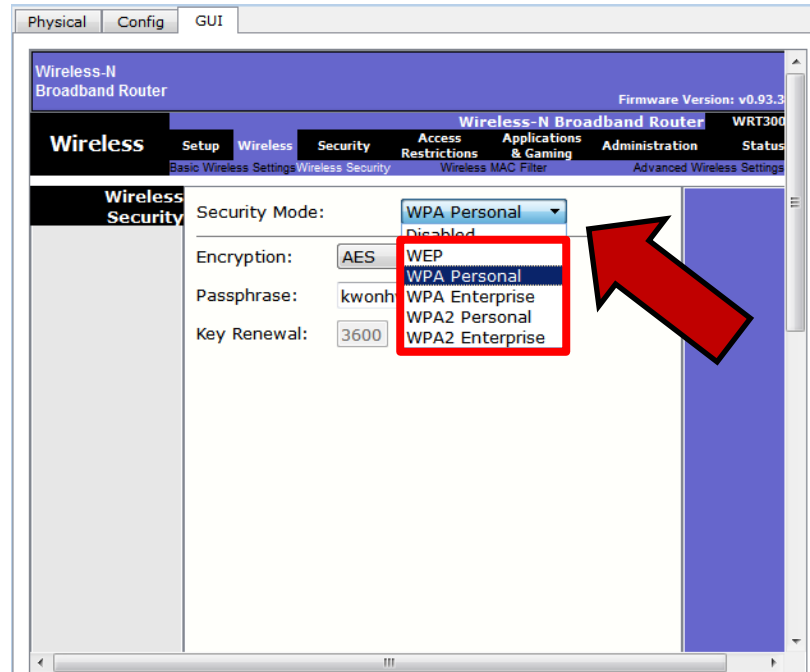 Physical Config GUI
Wireless-N
Broadband Router
Firmware Version: v0.93.3
Wireless-N Broadband Router WRT300
Wireless
Setup Wireless Security Access Restrictions Applications & Gaming Administration Status
Basic Wireless Settings Wireless Security Wireless MAC Filter Advanced Wireless Settings
Wireless Security
Security Mode: WPA Personal
Disabled
Encryption: AES
WEP
WPA Personal
Passphrase:
WPA Enterprise
WPA2 Personal
Key Renewal: 3600
WPA2 Enterprise